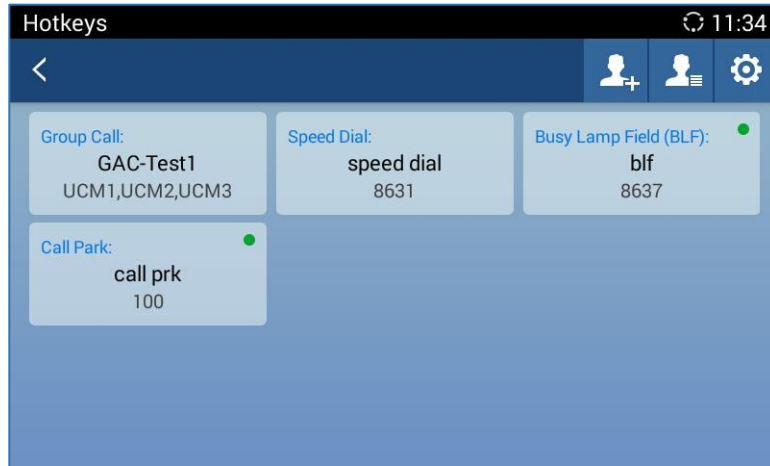 Hotkeys 11:34
Group Call:
GAC-Test1
UCM1,UCM2,UCM3
Speed Dial:
speed dial
8631
Busy Lamp Field (BLF):
blf
8637
Call Park:
call prk
100